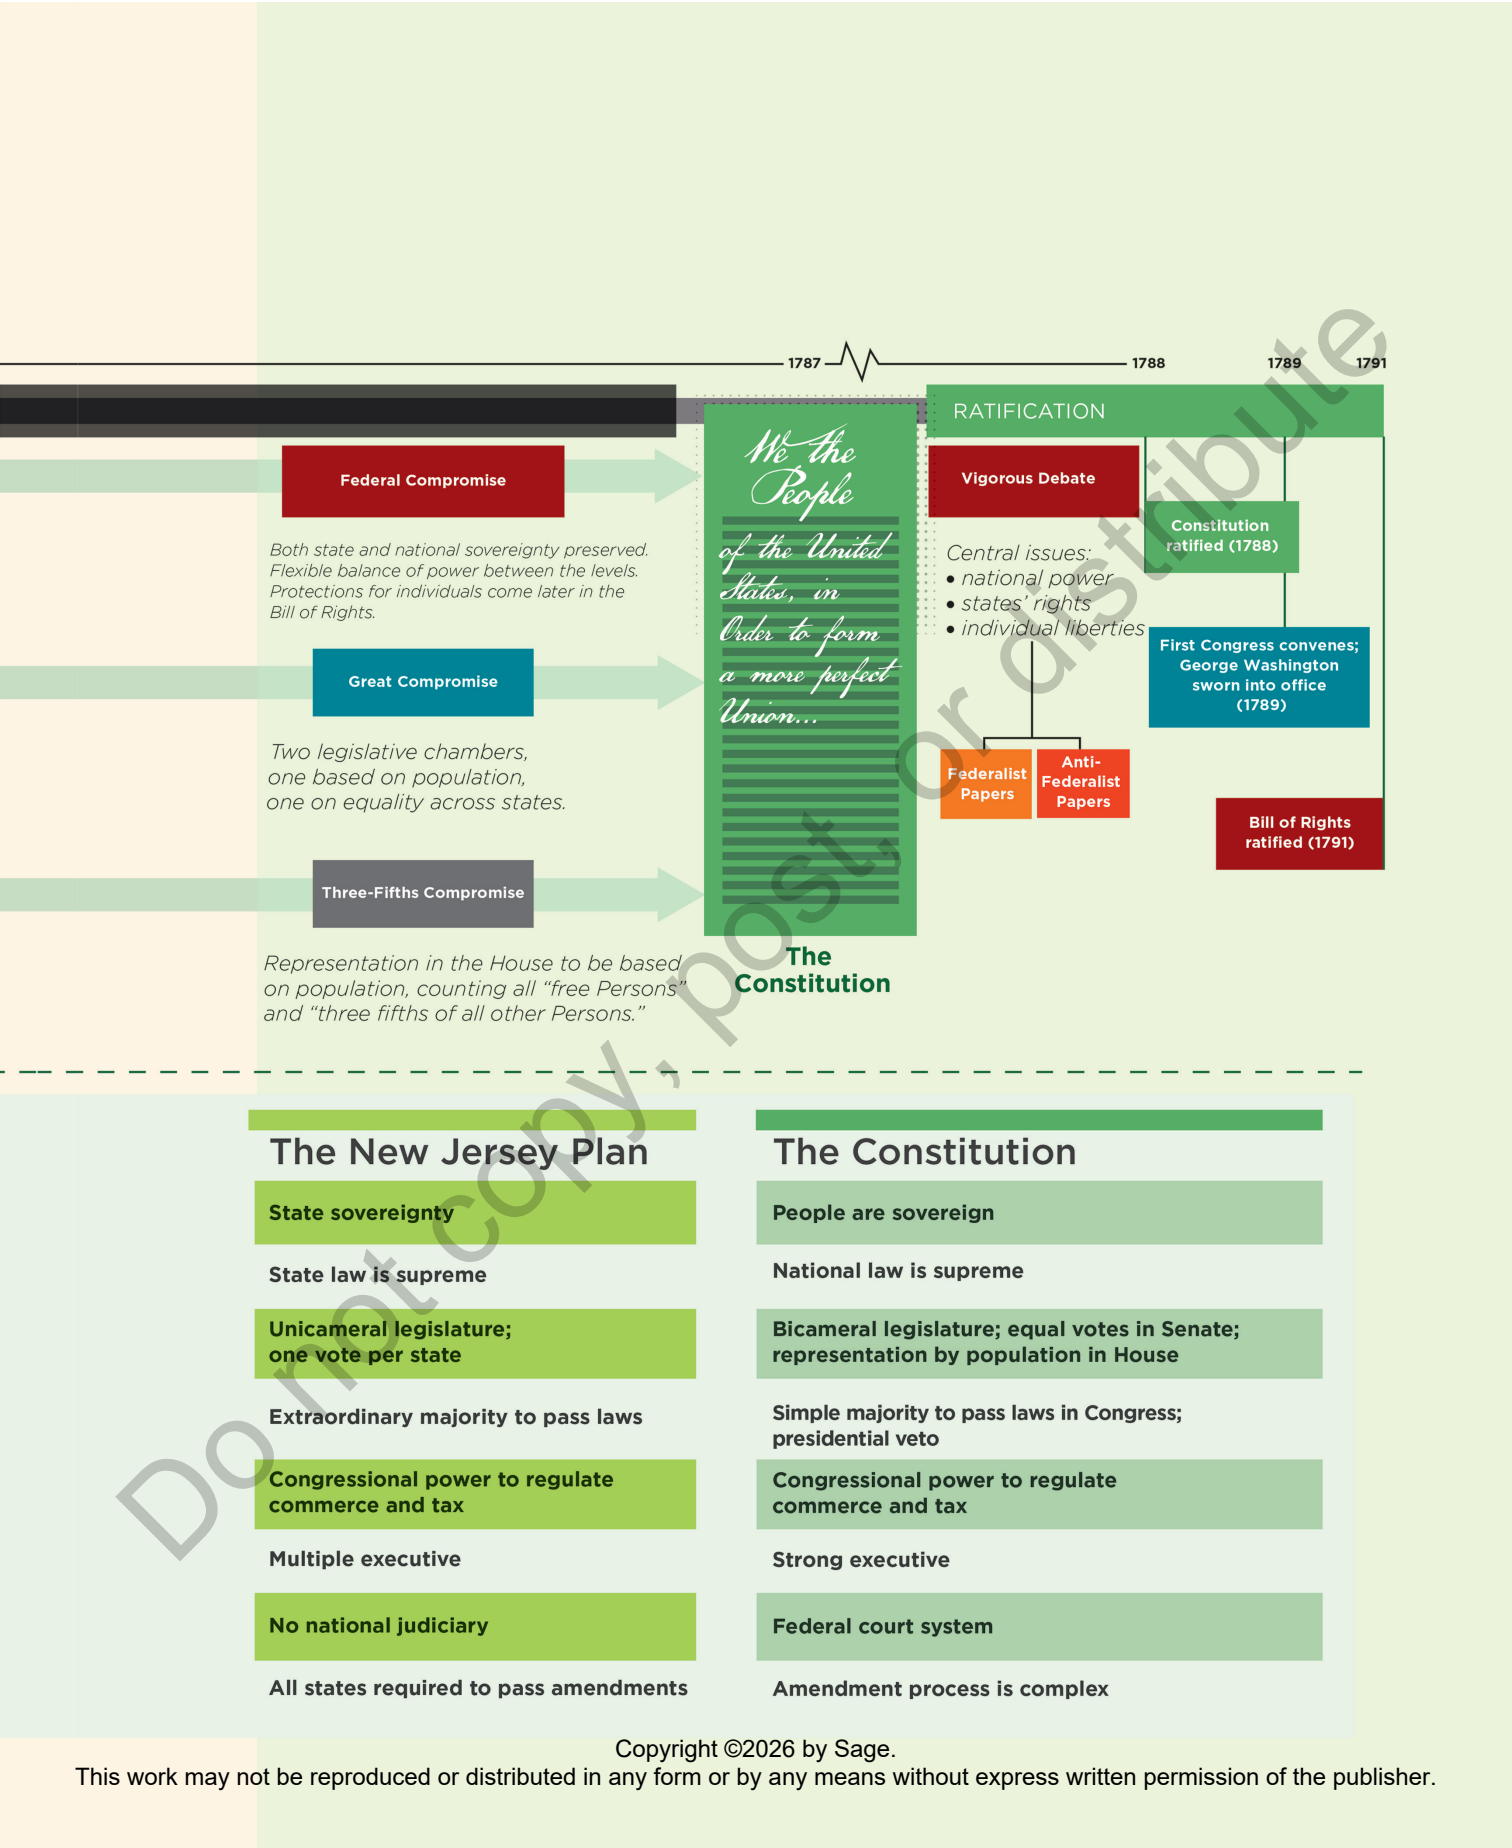 1787
1788
1789
1791
RATIFICATION
Federal Compromise
Both state and national sovereignty preserved.
Flexible balance of power between the levels.
Protections for individuals come later in the
Bill of Rights.
Great Compromise
Two legislative chambers,
one based on population,
one on equality across states.
Three-Fifths Compromise
Representation in the House to be based
on population, counting all “free Persons”
and “three fifths of all other Persons.”
We the
People
of the United
States, in
Order to form
a more perfect
Union...
The
Constitution
Vigorous Debate
Central issues:
• national power
• states’ rights
• individual liberties
Federalist
Papers
Anti-
Federalist
Papers
Constitution
ratified (1788)
First Congress convenes;
George Washington
sworn into office
(1789)
Bill of Rights
ratified (1791)
The New Jersey Plan
State sovereignty
State law is supreme
Unicameral legislature;
one vote per state
Extraordinary majority to pass laws
Congressional power to regulate
commerce and tax
Multiple executive
No national judiciary
All states required to pass amendments
The Constitution
People are sovereign
National law is supreme
Bicameral legislature; equal votes in Senate;
representation by population in House
Simple majority to pass laws in Congress;
presidential veto
Congressional power to regulate
commerce and tax
Strong executive
Federal court system
Amendment process is complex
Do not copy, post, or distribute
Copyright ©2026 by Sage.
This work may not be reproduced or distributed in any form or by any means without express written permission of the publisher.